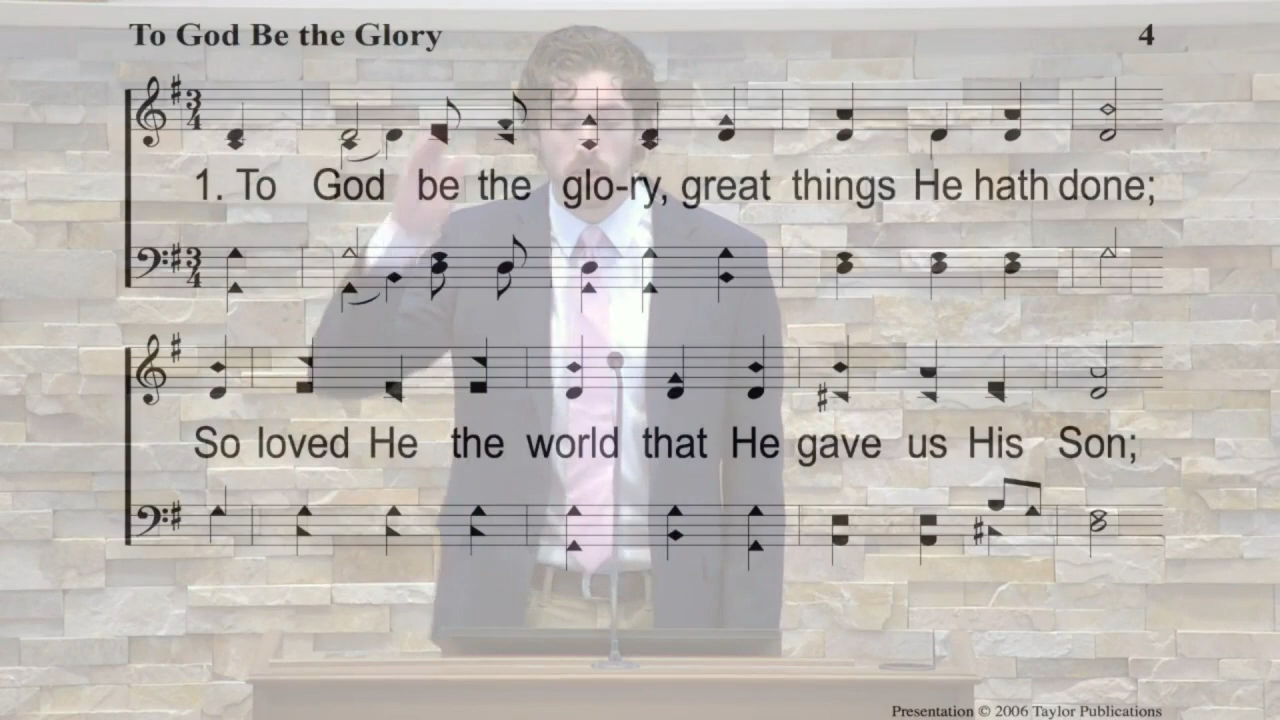 To God Be the Glory 4
1. To God be the glo-ry, great things He hath done;
So loved He the world that He gave us His Son;
Presentation © 2006 Taylor Publications